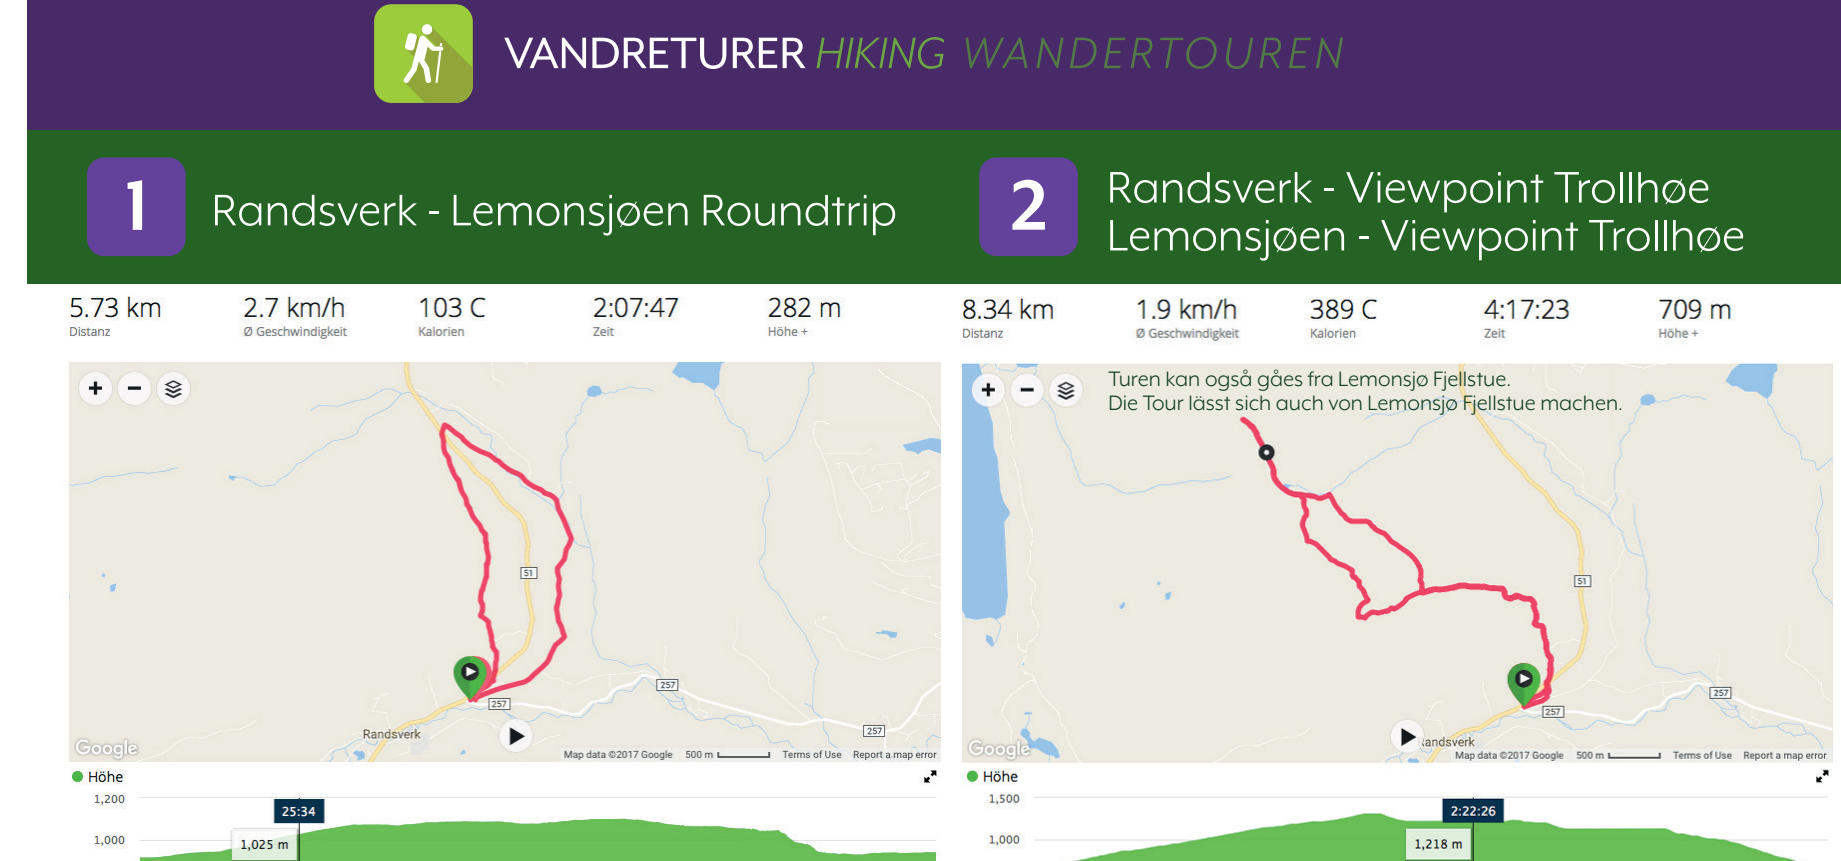 VANDRETURER HIKING WANDERTOUREN
1
Randsverk - Lemonsjøen Roundtrip
2
Randsverk - Viewpoint Trollhøe
Lemonsjøen - Viewpoint Trollhøe
5.73 km 2.7 km/h 103 C 2:07:47 282 m
Distanz Ø Geschwindigkeit Kalorien Zeit Höhe +
+ −
51
257
257
257
Randsverk
Google
Map data ©2017 Google 500 m Terms of Use Report a map error
Höhe
1,200
25:34
1,000
1,025 m
8.34 km 1.9 km/h 389 C 4:17:23 709 m
Distanz Ø Geschwindigkeit Kalorien Zeit Höhe +
+ −
Turen kan også gåes fra Lemonsjø Fjellstue.
Die Tour lässt sich auch von Lemonsjø Fjellstue machen.
51
257
257
andsverk
Google
Map data ©2017 Google 500 m Terms of Use Report a map error
Höhe
1,500
2:22:26
1,000
1,218 m